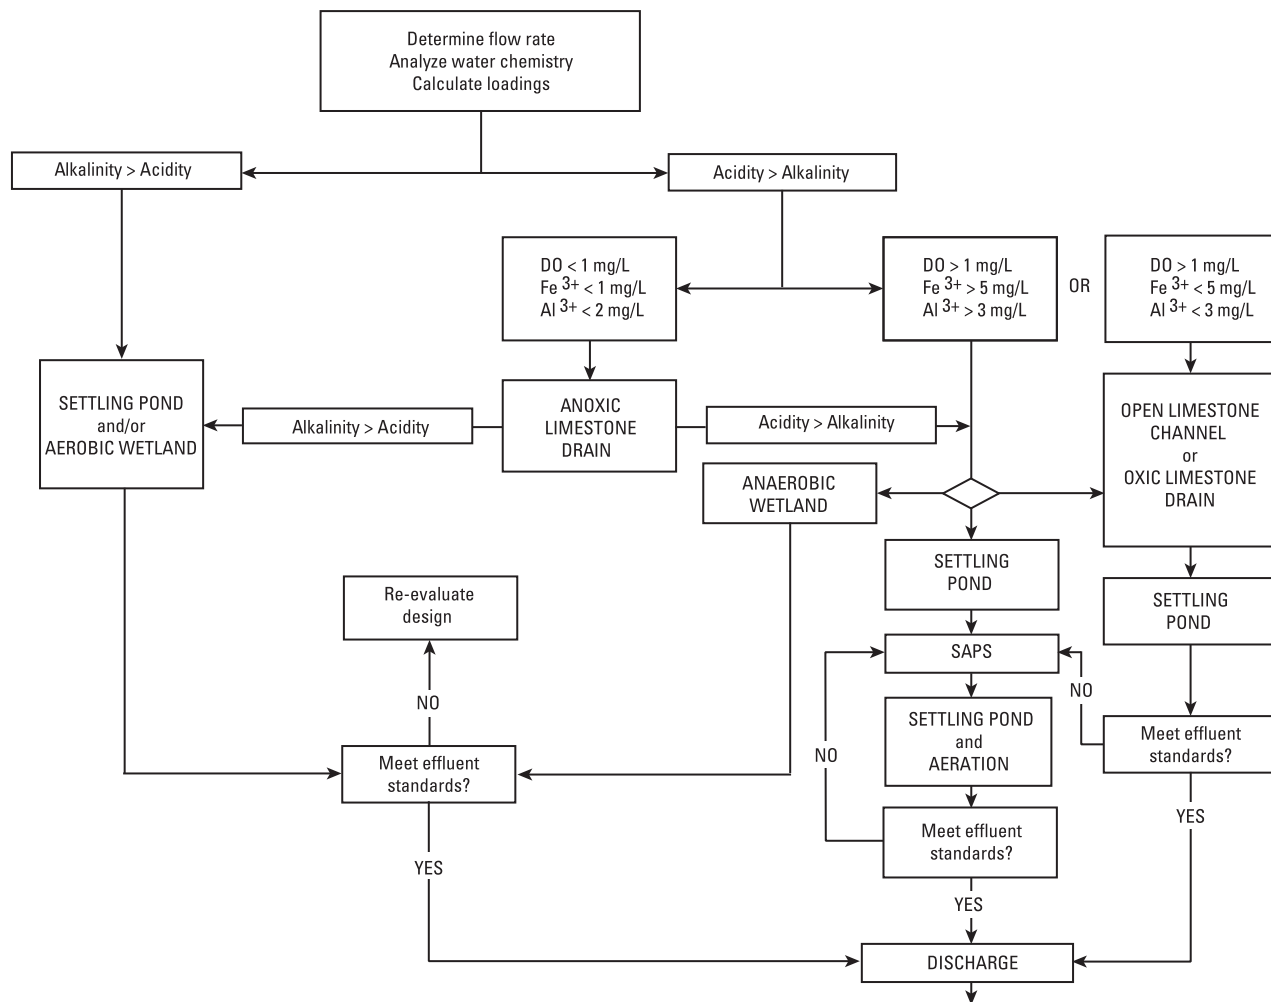 Determine flow rate
Analyze water chemistry
Calculate loadings
Alkalinity > Acidity
Acidity > Alkalinity
DO < 1 mg/L
Fe 3+ < 1 mg/L
Al 3+ < 2 mg/L
DO > 1 mg/L
Fe 3+ > 5 mg/L
Al 3+ > 3 mg/L
OR
DO > 1 mg/L
Fe 3+ < 5 mg/L
Al 3+ < 3 mg/L
SETTLING POND
and/or
AEROBIC WETLAND
Alkalinity > Acidity
ANOXIC
LIMESTONE
DRAIN
Acidity > Alkalinity
OPEN LIMESTONE
CHANNEL
or
OXIC LIMESTONE
DRAIN
ANAEROBIC
WETLAND
SETTLING
POND
Re-evaluate
design
SETTLING
POND
SAPS
NO
NO
SETTLING POND
and
AERATION
NO
Meet effluent
standards?
Meet effluent
standards?
Meet effluent
standards?
YES
YES
YES
DISCHARGE